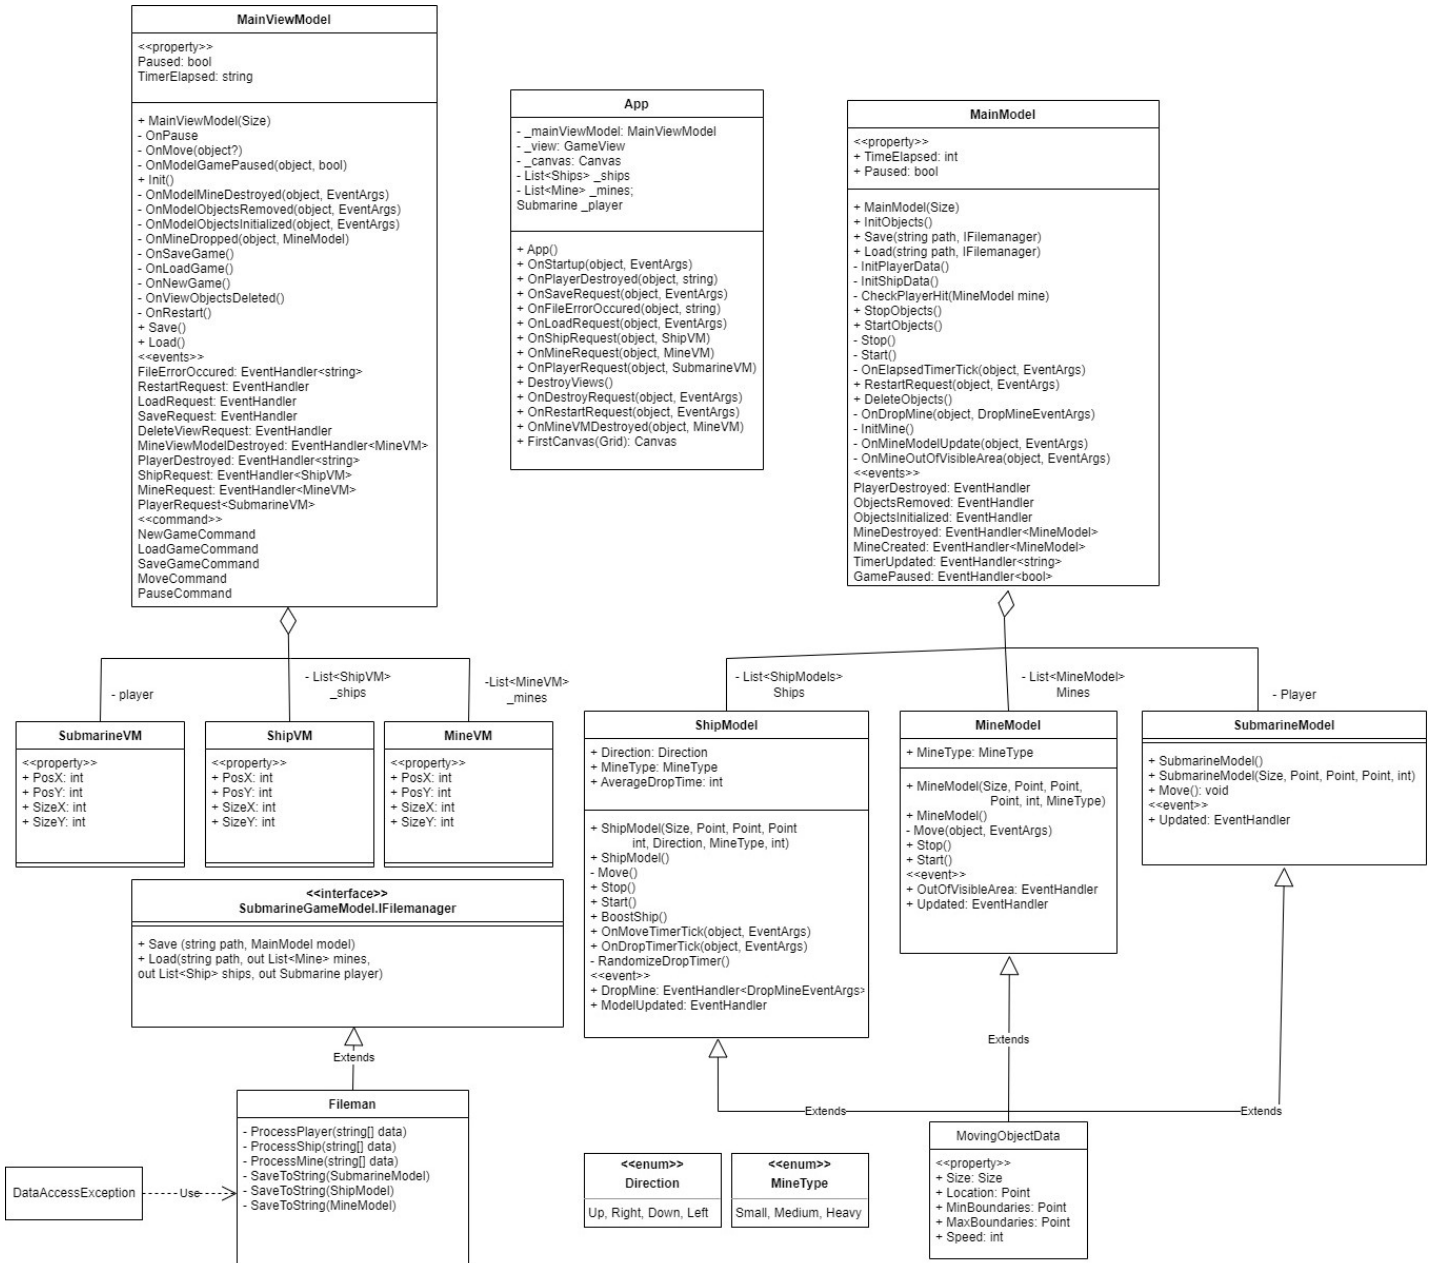 MainViewModel
<<property>>
Paused: bool
TimerElapsed: string
+ MainViewModel(Size)
- OnPause
- OnMove(object?)
- OnModelGamePaused(object, bool)
+ Init()
- OnModelMineDestroyed(object, EventArgs)
- OnModelObjectsRemoved(object, EventArgs)
- OnModelObjectsInitialized(object, EventArgs)
- OnMineDropped(object, MineModel)
- OnSaveGame()
- OnLoadGame()
- OnNewGame()
- OnViewObjectsDeleted()
- OnRestart()
+ Save()
+ Load()
<<events>>
FileErrorOccured: EventHandler<string>
RestartRequest: EventHandler
LoadRequest: EventHandler
SaveRequest: EventHandler
DeleteViewRequest: EventHandler
MineViewModelDestroyed: EventHandler<MineVM>
PlayerDestroyed: EventHandler<string>
ShipRequest: EventHandler<ShipVM>
MineRequest: EventHandler<MineVM>
PlayerRequest<SubmarineVM>
<<command>>
NewGameCommand
LoadGameCommand
SaveGameCommand
MoveCommand
PauseCommand
App
- _mainViewModel: MainViewModel
- _view: GameView
- _canvas: Canvas
- List<Ships> _ships
- List<Mine> _mines;
Submarine _player
+ App()
+ OnStartup(object, EventArgs)
+ OnPlayerDestroyed(object, string)
+ OnSaveRequest(object, EventArgs)
+ OnFileErrorOccured(object, string)
+ OnLoadRequest(object, EventArgs)
+ OnShipRequest(object, ShipVM)
+ OnMineRequest(object, MineVM)
+ OnPlayerRequest(object, SubmarineVM)
+ DestroyViews()
+ OnDestroyRequest(object, EventArgs)
+ OnRestartRequest(object, EventArgs)
+ OnMineVMDestroyed(object, MineVM)
+ FirstCanvas(Grid): Canvas
MainModel
<<property>>
+ TimeElapsed: int
+ Paused: bool
+ MainModel(Size)
+ InitObjects()
+ Save(string path, IFilemanager)
+ Load(string path, IFilemanager)
- InitPlayerData()
- InitShipData()
- CheckPlayerHit(MineModel mine)
+ StopObjects()
+ StartObjects()
- Stop()
- Start()
- OnElapsedTimerTick(object, EventArgs)
+ RestartRequest(object, EventArgs)
+ DeleteObjects()
- OnDropMine(object, DropMineEventArgs)
- InitMine()
- OnMineModelUpdate(object, EventArgs)
- OnMineOutOfVisibleArea(object, EventArgs)
<<events>>
PlayerDestroyed: EventHandler
ObjectsRemoved: EventHandler
ObjectsInitialized: EventHandler
MineDestroyed: EventHandler<MineModel>
MineCreated: EventHandler<MineModel>
TimerUpdated: EventHandler<string>
GamePaused: EventHandler<bool>
- player
- List<ShipVM>
_ships
-List<MineVM>
_mines
- List<ShipModels>
Ships
- List<MineModel>
Mines
- Player
SubmarineVM
<<property>>
+ PosX: int
+ PosY: int
+ SizeX: int
+ SizeY: int
ShipVM
<<property>>
+ PosX: int
+ PosY: int
+ SizeX: int
+ SizeY: int
MineVM
<<property>>
+ PosX: int
+ PosY: int
+ SizeX: int
+ SizeY: int
ShipModel
+ Direction: Direction
+ MineType: MineType
+ AverageDropTime: int
+ ShipModel(Size, Point, Point, Point
int, Direction, MineType, int)
+ ShipModel()
- Move()
+ Stop()
+ Start()
+ BoostShip()
+ OnMoveTimerTick(object, EventArgs)
+ OnDropTimerTick(object, EventArgs)
- RandomizeDropTimer()
<<event>>
+ DropMine: EventHandler<DropMineEventArgs>
+ ModelUpdated: EventHandler
MineModel
+ MineType: MineType
+ MineModel(Size, Point, Point,
Point, int, MineType)
+ MineModel()
- Move(object, EventArgs)
+ Stop()
+ Start()
<<event>>
+ OutOfVisibleArea: EventHandler
+ Updated: EventHandler
SubmarineModel
+ SubmarineModel()
+ SubmarineModel(Size, Point, Point, Point, int)
+ Move(): void
<<event>>
+ Updated: EventHandler
<<interface>>
SubmarineGameModel.IFilemanager
+ Save (string path, MainModel model)
+ Load(string path, out List<Mine> mines,
out List<Ship> ships, out Submarine player)
Extends
Extends
Extends
Extends
Fileman
- ProcessPlayer(string[] data)
- ProcessShip(string[] data)
- ProcessMine(string[] data)
- SaveToString(SubmarineModel)
- SaveToString(ShipModel)
- SaveToString(MineModel)
DataAccessException
Use
<<enum>>
Direction
Up, Right, Down, Left
<<enum>>
MineType
Small, Medium, Heavy
MovingObjectData
<<property>>
+ Size: Size
+ Location: Point
+ MinBoundaries: Point
+ MaxBoundaries: Point
+ Speed: int